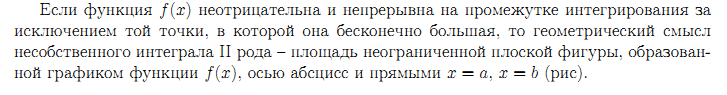 Если функция f(x) неотрицательна и непрерывна на промежутке интегрирования за
исключением той точки, в которой она бесконечно большая, то геометрический смысл
несобственного интеграла II рода – площадь неограниченной плоской фигуры, образован-
ной графиком функции f(x), осью абсцисс и прямыми x = a, x = b (рис).